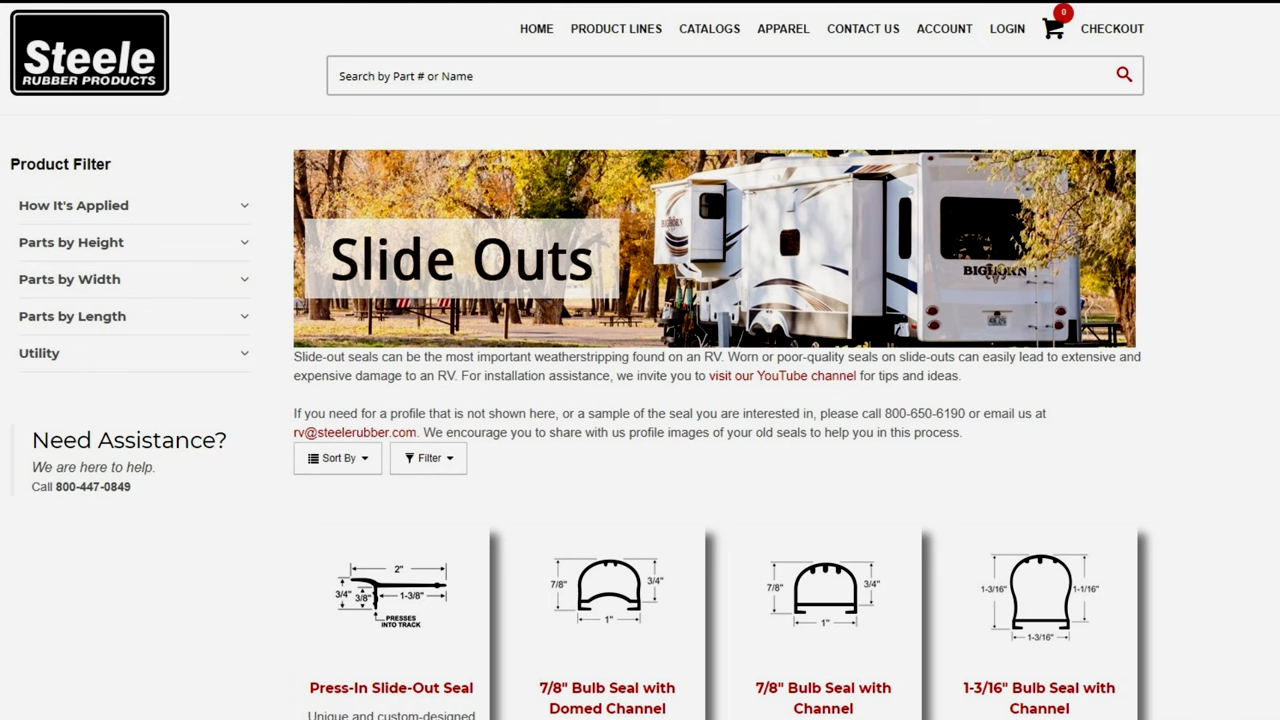 Steele
RUBBER PRODUCTS
HOME PRODUCT LINES CATALOGS APPAREL CONTACT US ACCOUNT LOGIN 0 CHECKOUT
Search by Part # or Name
Product Filter
How It's Applied
Parts by Height
Parts by Width
Parts by Length
Utility
Need Assistance?
We are here to help.
Call 800-447-0849
Slide Outs
BIGHORN
BIGHORN
Slide-out seals can be the most important weatherstripping found on an RV. Worn or poor-quality seals on slide-outs can easily lead to extensive and
expensive damage to an RV. For installation assistance, we invite you to visit our YouTube channel for tips and ideas.
If you need for a profile that is not shown here, or a sample of the seal you are interested in, please call 800-650-6190 or email us at
rv@steelerubber.com. We encourage you to share with us profile images of your old seals to help you in this process.
Sort By Filter
2"
3/4" 3/8" 1-3/8"
PRESSES
INTO TRACK
Press-In Slide-Out Seal
Unique and custom-designed
7/8" 3/4"
1"
7/8" Bulb Seal with
Domed Channel
7/8" 3/4"
1"
7/8" Bulb Seal with
Channel
1-3/16" 1-1/16"
1-3/16"
1-3/16" Bulb Seal with
Channel